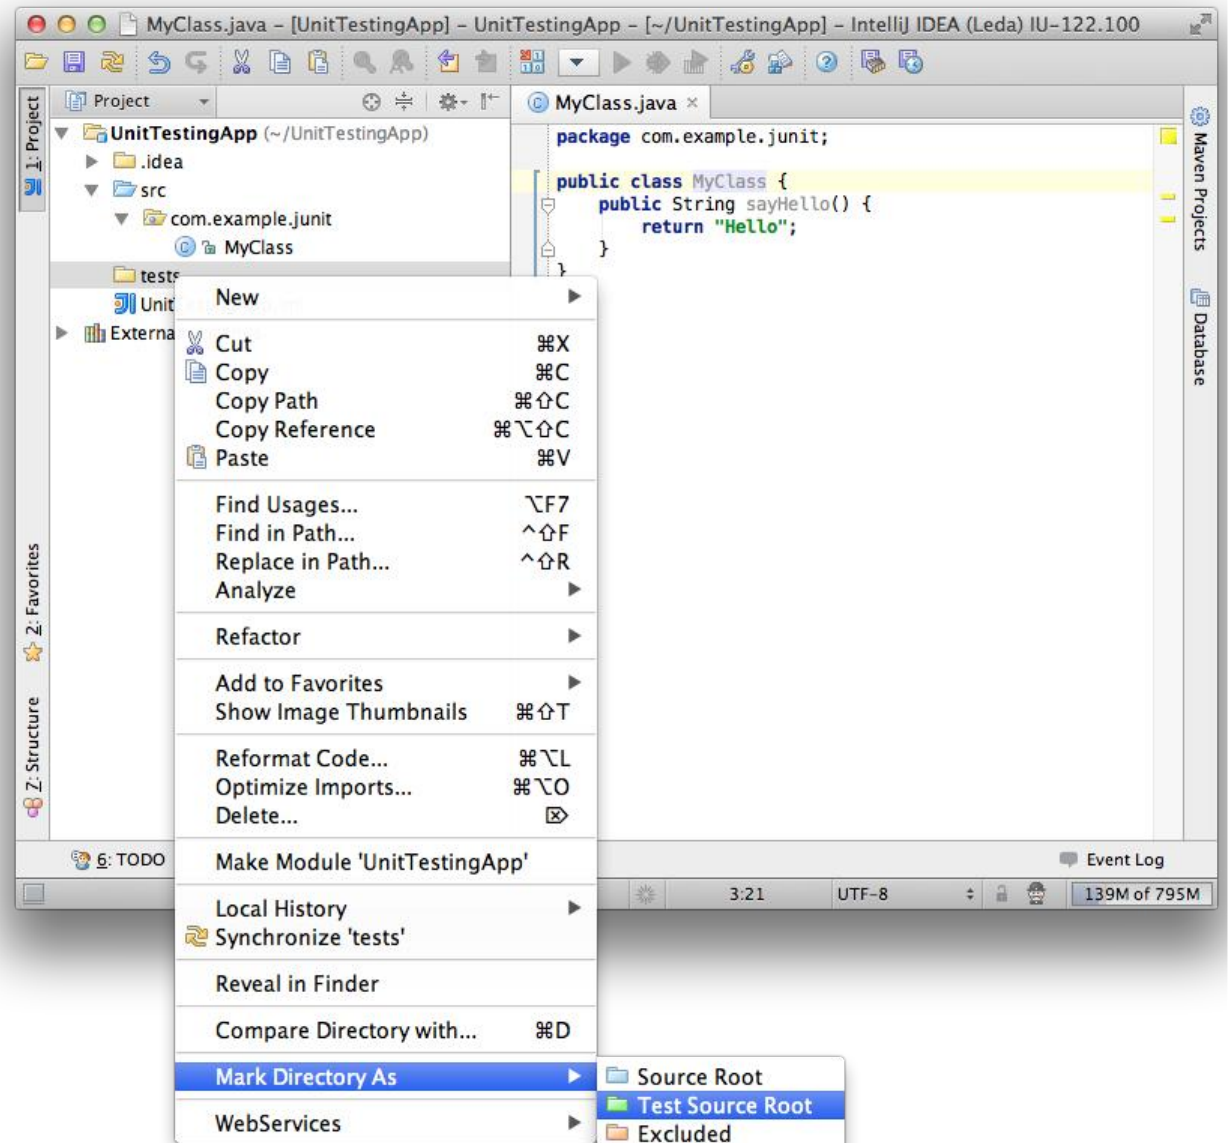 MyClass.java – [UnitTestingApp] – UnitTestingApp – [~/UnitTestingApp] – IntelliJ IDEA (Leda) IU–122.100
1: Project
2: Favorites
7: Structure
Project
UnitTestingApp (~/UnitTestingApp)
.idea
src
com.example.junit
MyClass
tests
Unit
Externa
MyClass.java
package com.example.junit;
public class MyClass {
public String sayHello() {
return "Hello";
}
}
Maven Projects
Database
New
Cut ⌘X
Copy ⌘C
Copy Path ⌘⇧C
Copy Reference ⌘⌥⇧C
Paste ⌘V
Find Usages... ⌥F7
Find in Path... ^⇧F
Replace in Path... ^⇧R
Analyze
Refactor
Add to Favorites
Show Image Thumbnails ⌘⇧T
Reformat Code... ⌘⌥L
Optimize Imports... ⌘⌥O
Delete... ⌦
Make Module 'UnitTestingApp'
Local History
Synchronize 'tests'
Reveal in Finder
Compare Directory with... ⌘D
Mark Directory As
WebServices
Source Root
Test Source Root
Excluded
6: TODO
Event Log
3:21 UTF–8 139M of 795M